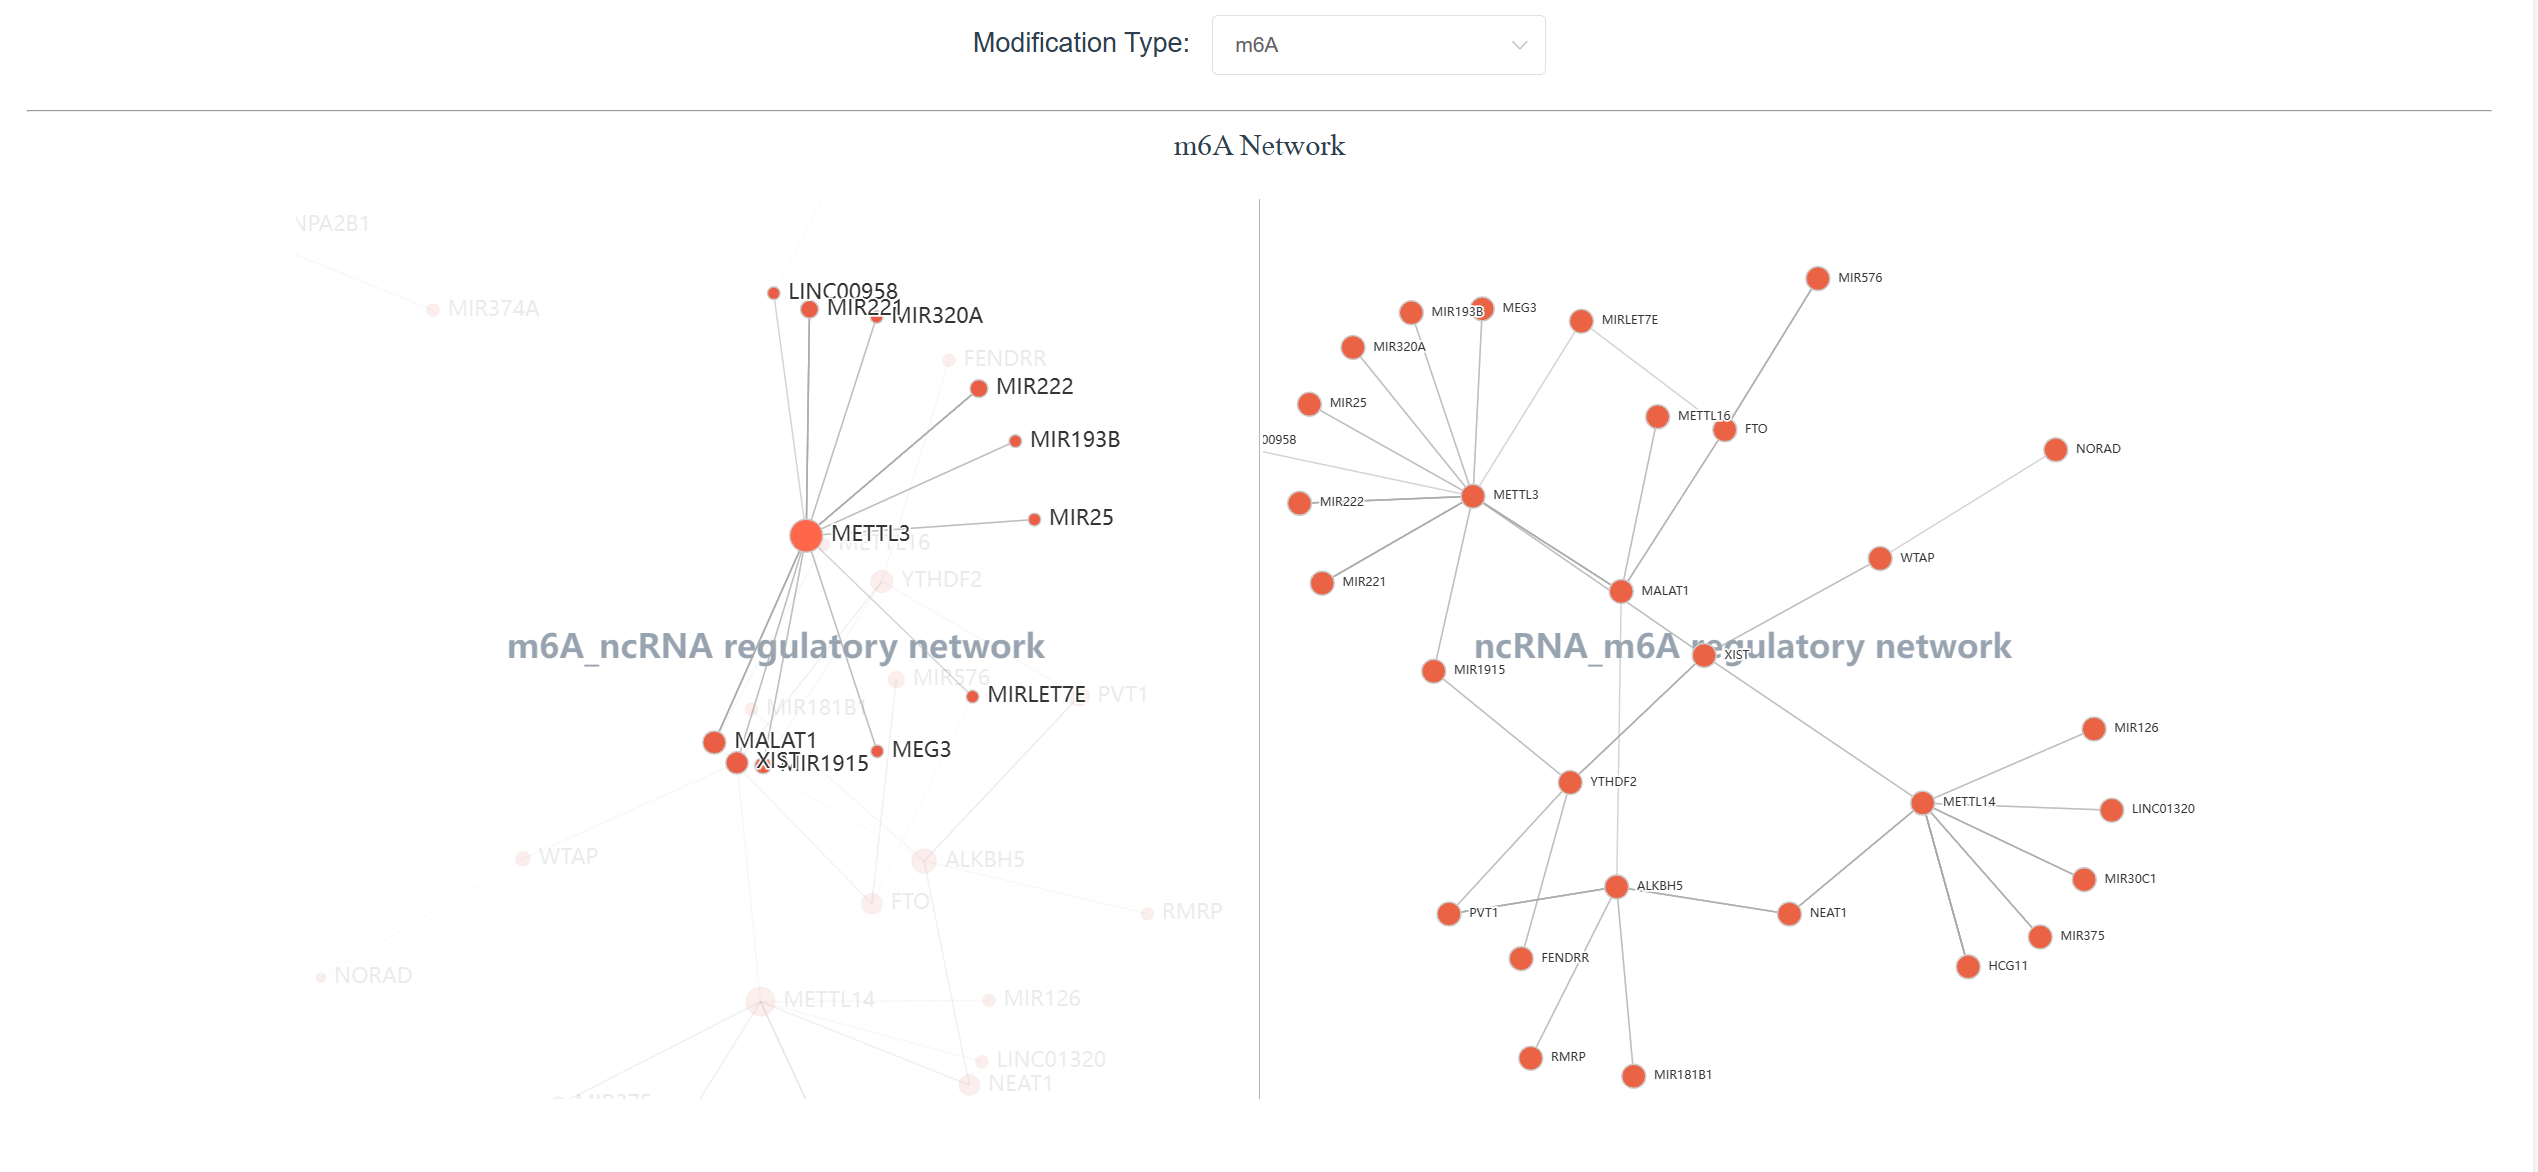 Modification Type:
m6A
m6A Network
NPA2B1
MIR374A
LINC00958
MIR221
MIR320A
FENDRR
MIR222
MIR193B
MIR25
METTL3
METTL16
YTHDF2
m6A_ncRNA regulatory network
MIR576
MIRLET7E
PVT1
MIR181B1
MALAT1
XIST
MIR1915
MEG3
WTAP
ALKBH5
FTO
RMRP
NORAD
METTL14
MIR126
LINC01320
NEAT1
MIR375
MIR576
MIR193B
MEG3
MIRLET7E
MIR320A
MIR25
METTL16
FTO
00958
NORAD
MIR222
METTL3
WTAP
MIR221
MALAT1
ncRNA_m6A regulatory network
XIST
MIR1915
MIR126
YTHDF2
METTL14
LINC01320
ALKBH5
MIR30C1
PVT1
NEAT1
MIR375
FENDRR
HCG11
RMRP
MIR181B1